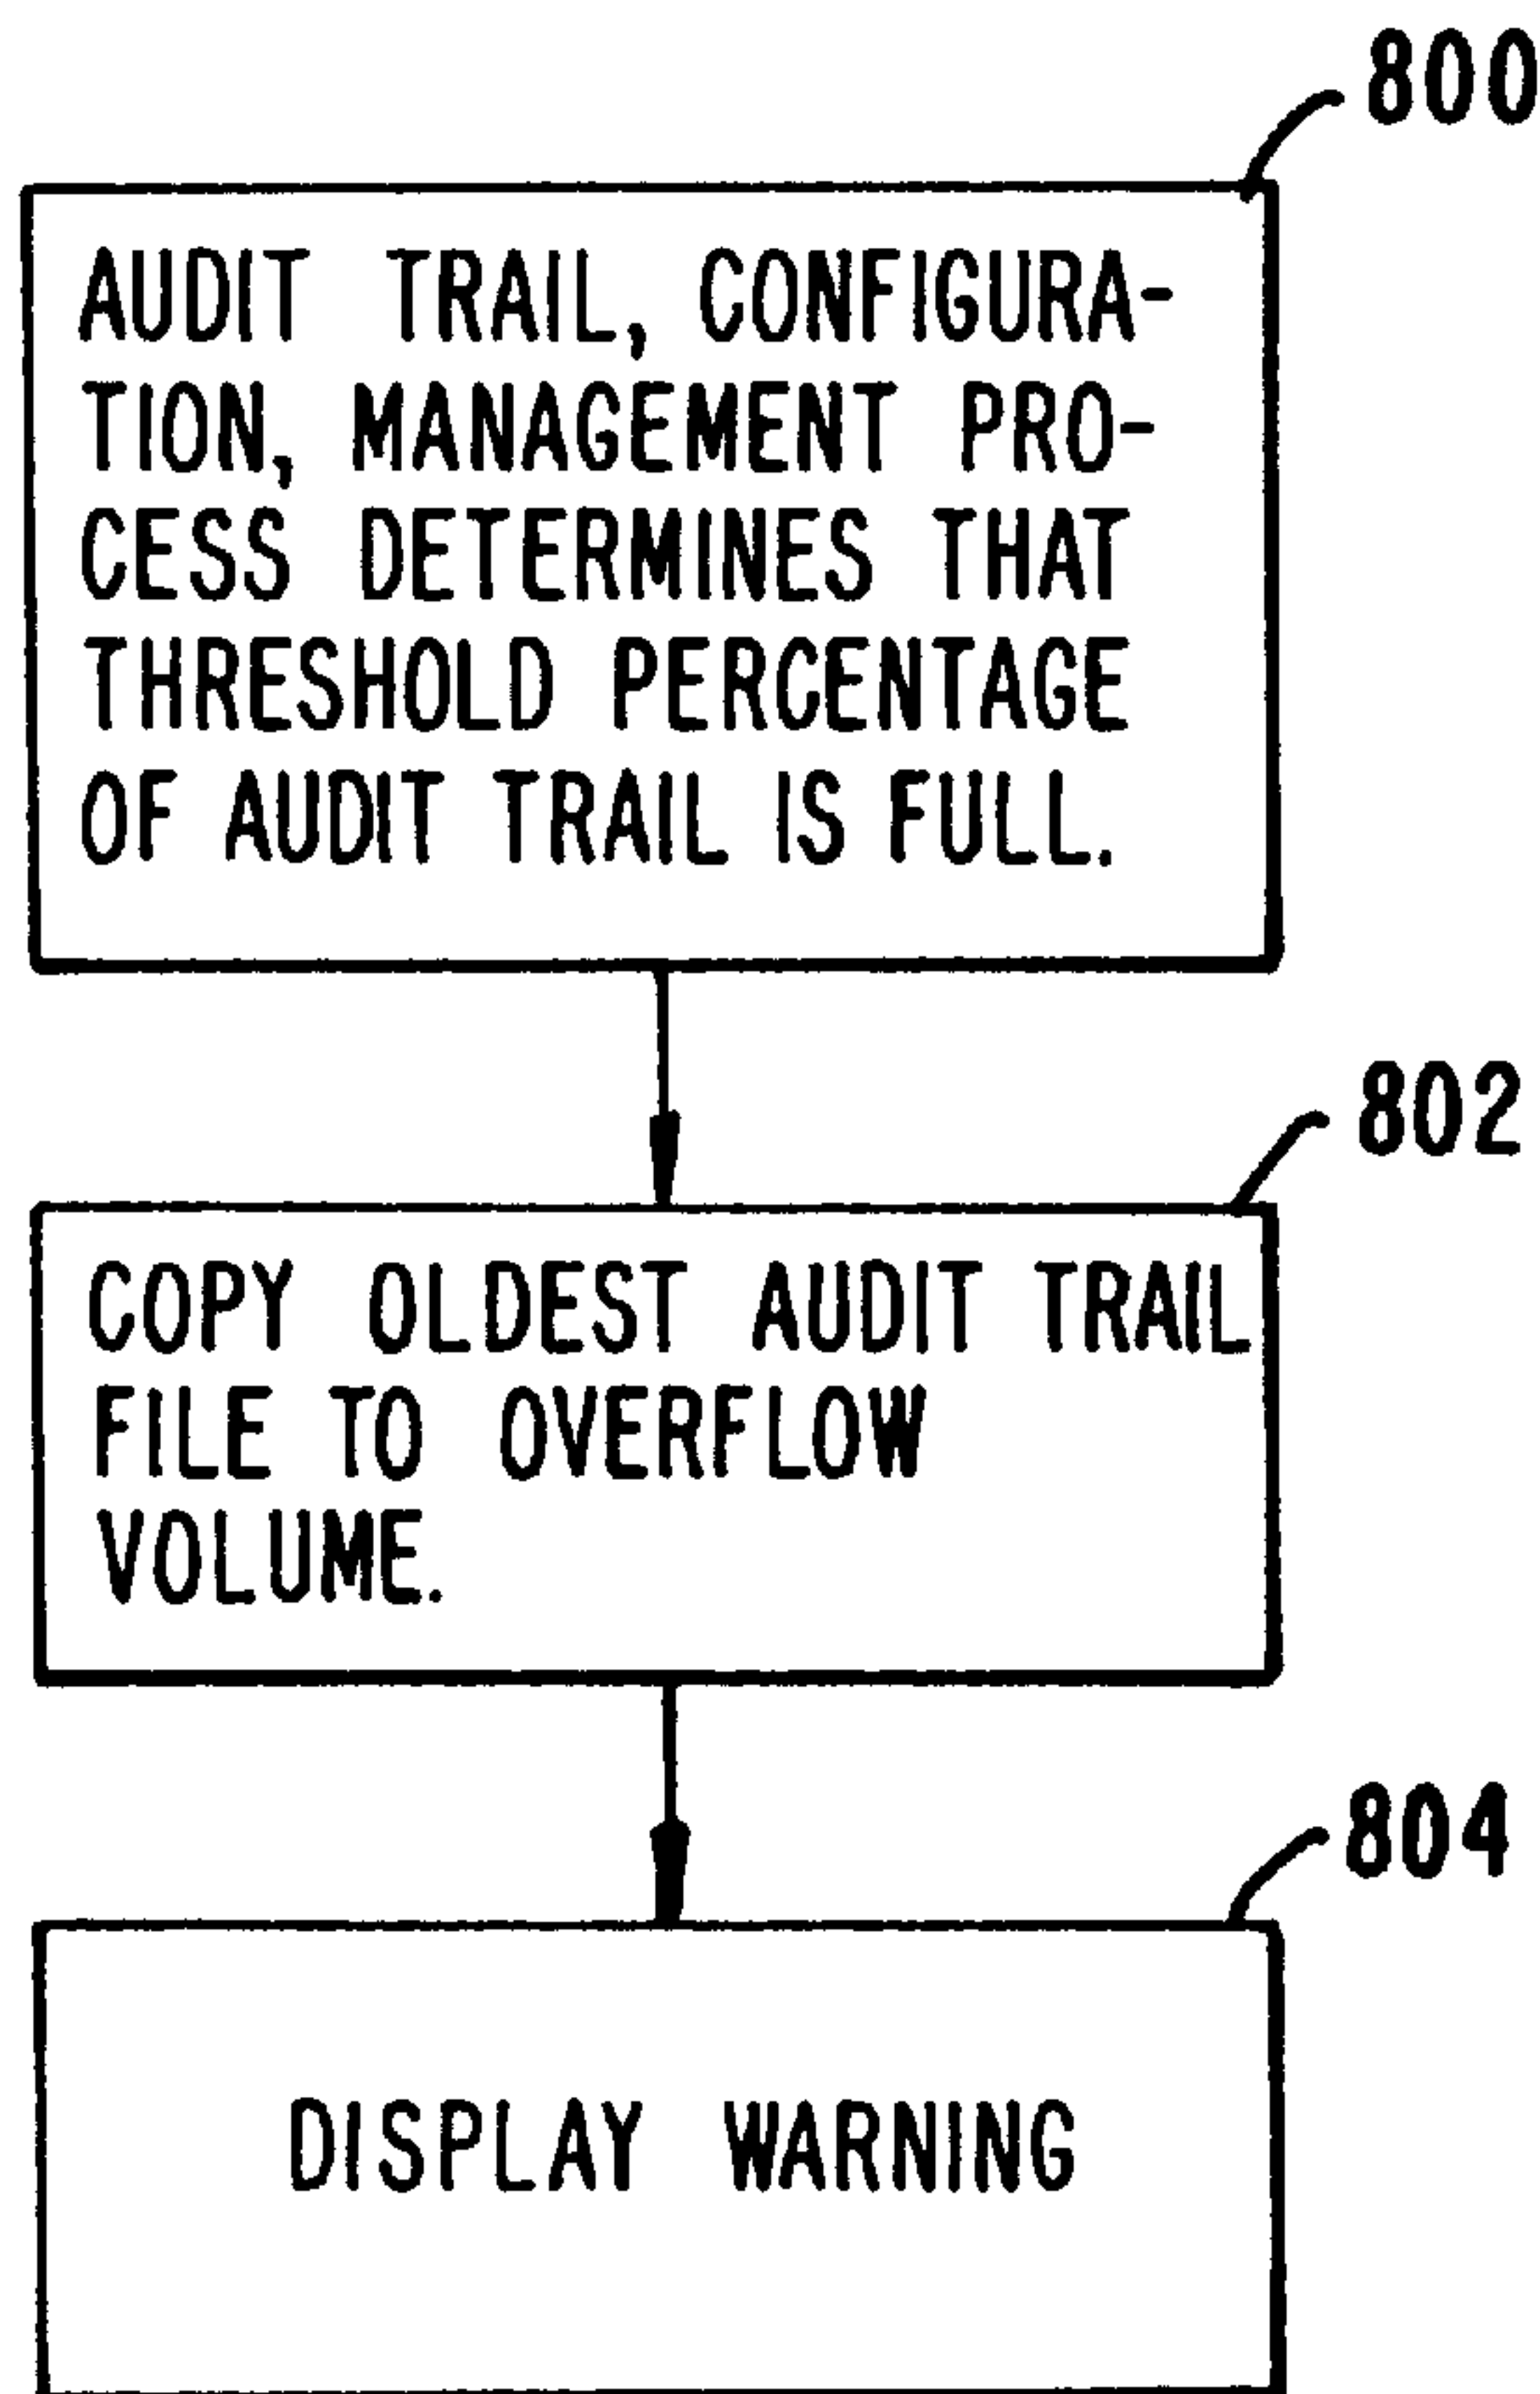 800
AUDIT TRAIL, CONFIGURA-
TION, MANAGEMENT PRO-
CESS DETERMINES THAT
THRESHOLD PERCENTAGE
OF AUDIT TRAIL IS FULL.
802
COPY OLDEST AUDIT TRAIL
FILE TO OVERFLOW
VOLUME.
804
DISPLAY WARNING